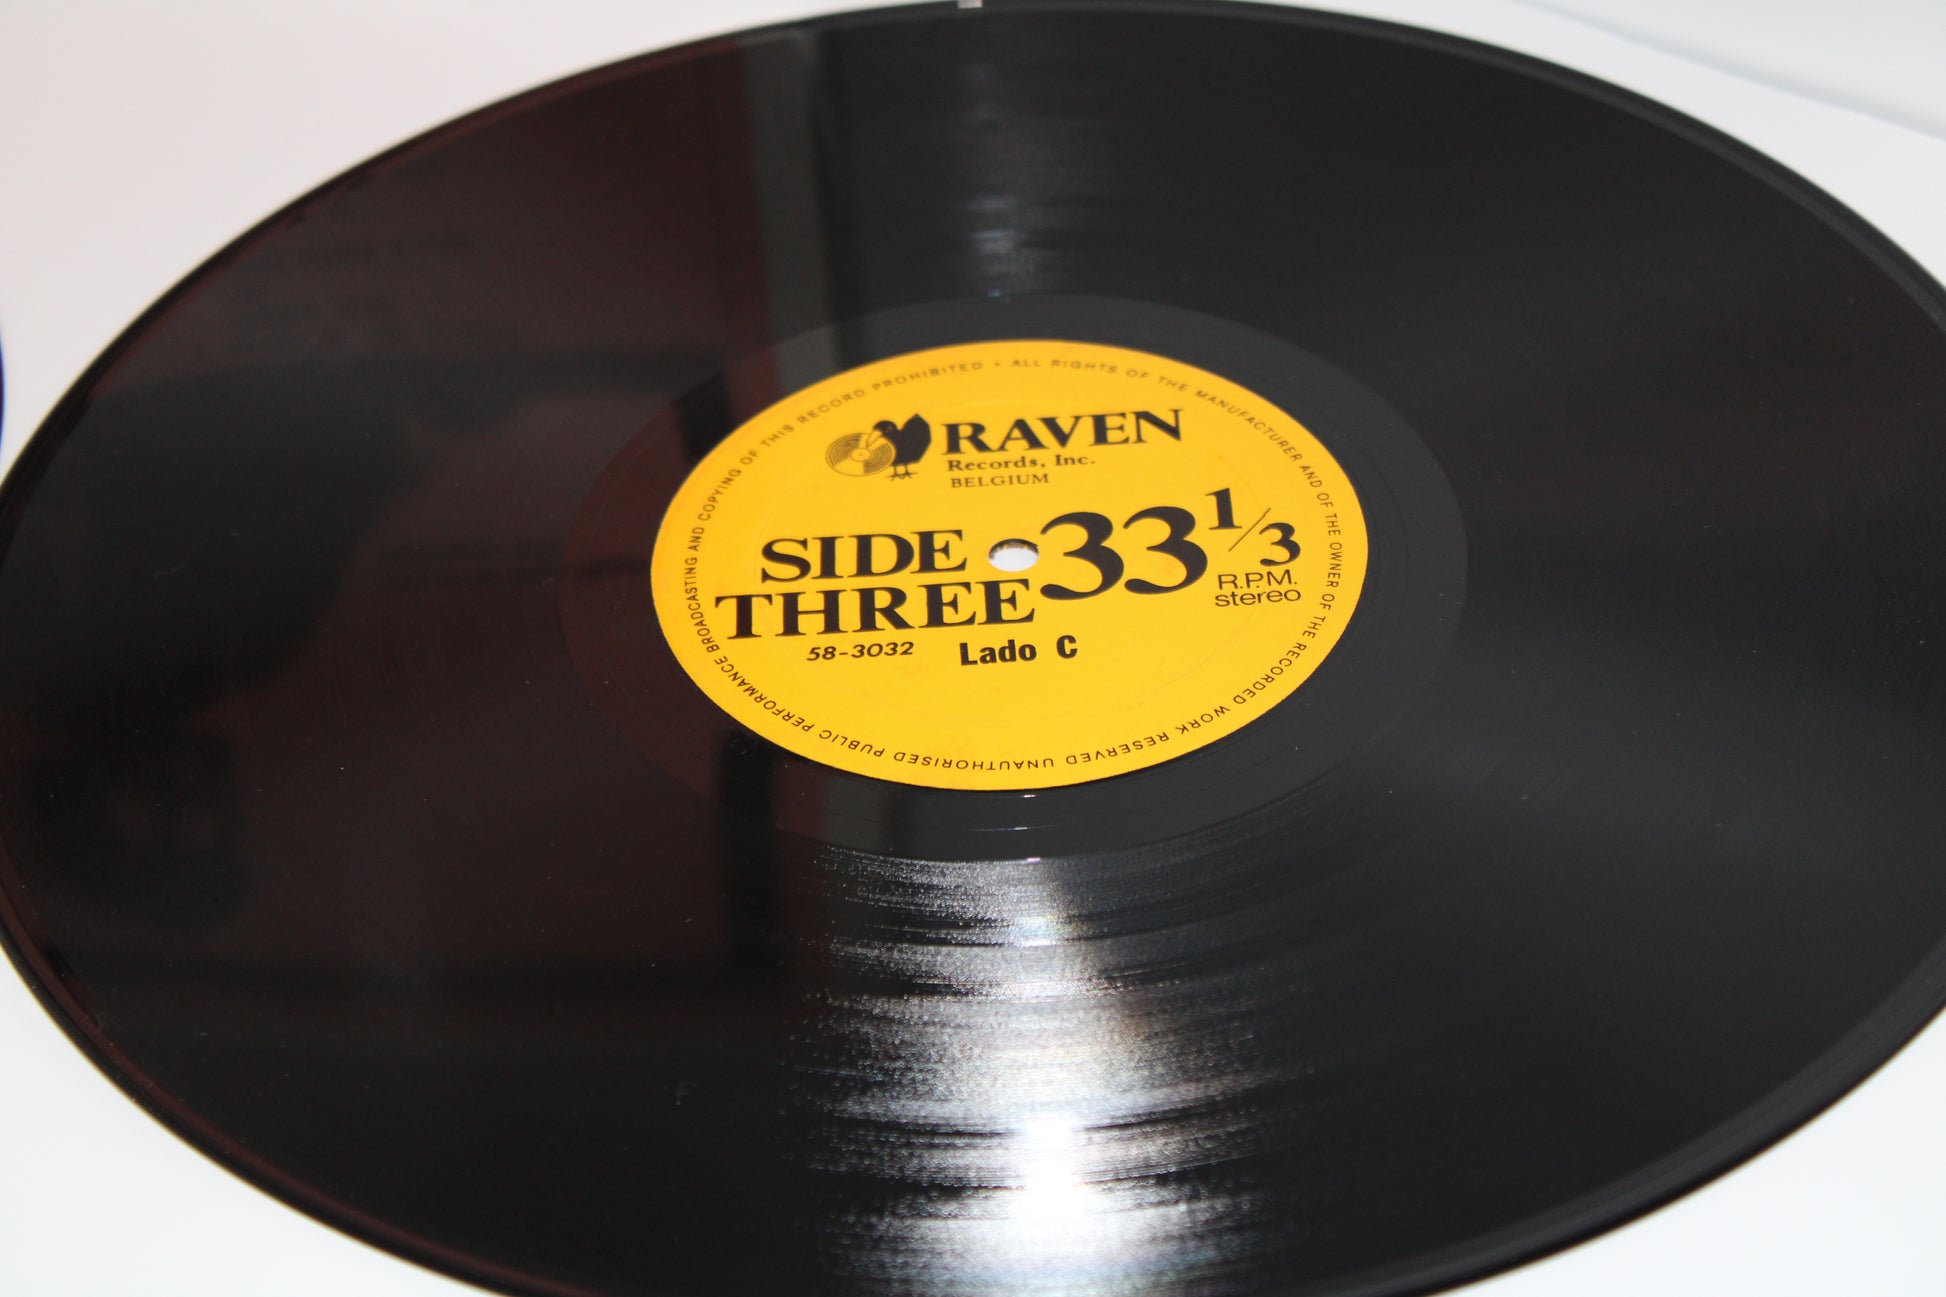 RAVEN
Records, Inc.
BELGIUM
SIDE
THREE
33 1/3
R.P.M.
stereo
58-3032
Lado C
ALL RIGHTS OF THE MANUFACTURER AND OF THE OWNER OF THE RECORDED WORK RESERVED UNAUTHORISED PUBLIC PERFORMANCE BROADCASTING AND COPYING OF THIS RECORD PROHIBITED •